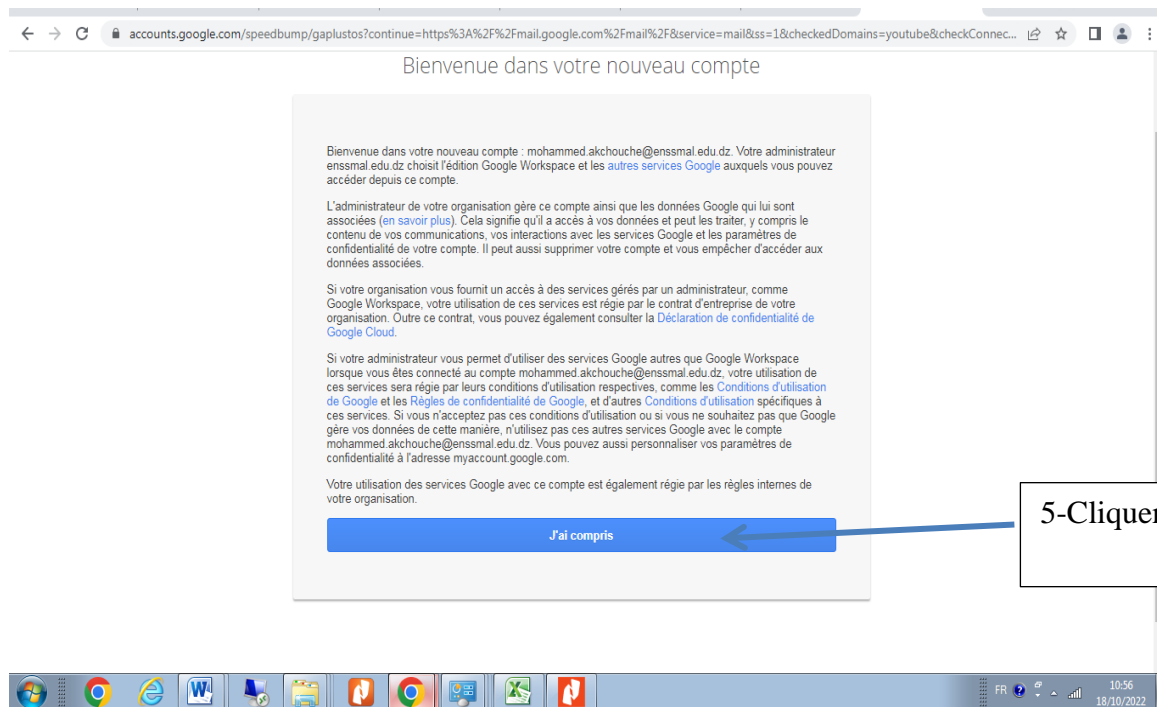 accounts.google.com/speedbump/gaplustos?continue=https%3A%2F%2Fmail.google.com%2Fmail%2F&service=mail&ss=1&checkedDomains=youtube&checkConnec...
Bienvenue dans votre nouveau compte
Bienvenue dans votre nouveau compte : mohammed.akchouche@enssmal.edu.dz. Votre administrateur
enssmal.edu.dz choisit l'édition Google Workspace et les autres services Google auxquels vous pouvez
accéder depuis ce compte.
L'administrateur de votre organisation gère ce compte ainsi que les données Google qui lui sont
associées (en savoir plus). Cela signifie qu'il a accès à vos données et peut les traiter, y compris le
contenu de vos communications, vos interactions avec les services Google et les paramètres de
confidentialité de votre compte. Il peut aussi supprimer votre compte et vous empêcher d'accéder aux
données associées.
Si votre organisation vous fournit un accès à des services gérés par un administrateur, comme
Google Workspace, votre utilisation de ces services est régie par le contrat d'entreprise de votre
organisation. Outre ce contrat, vous pouvez également consulter la Déclaration de confidentialité de
Google Cloud.
Si votre administrateur vous permet d'utiliser des services Google autres que Google Workspace
lorsque vous êtes connecté au compte mohammed.akchouche@enssmal.edu.dz, votre utilisation de
ces services sera régie par leurs conditions d'utilisation respectives, comme les Conditions d'utilisation
de Google et les Règles de confidentialité de Google, et d'autres Conditions d'utilisation spécifiques à
ces services. Si vous n'acceptez pas ces conditions d'utilisation ou si vous ne souhaitez pas que Google
gère vos données de cette manière, n'utilisez pas ces autres services Google avec le compte
mohammed.akchouche@enssmal.edu.dz. Vous pouvez aussi personnaliser vos paramètres de
confidentialité à l'adresse myaccount.google.com.
Votre utilisation des services Google avec ce compte est également régie par les règles internes de
votre organisation.
J'ai compris
5-Cliquer
FR
10:56
18/10/2022